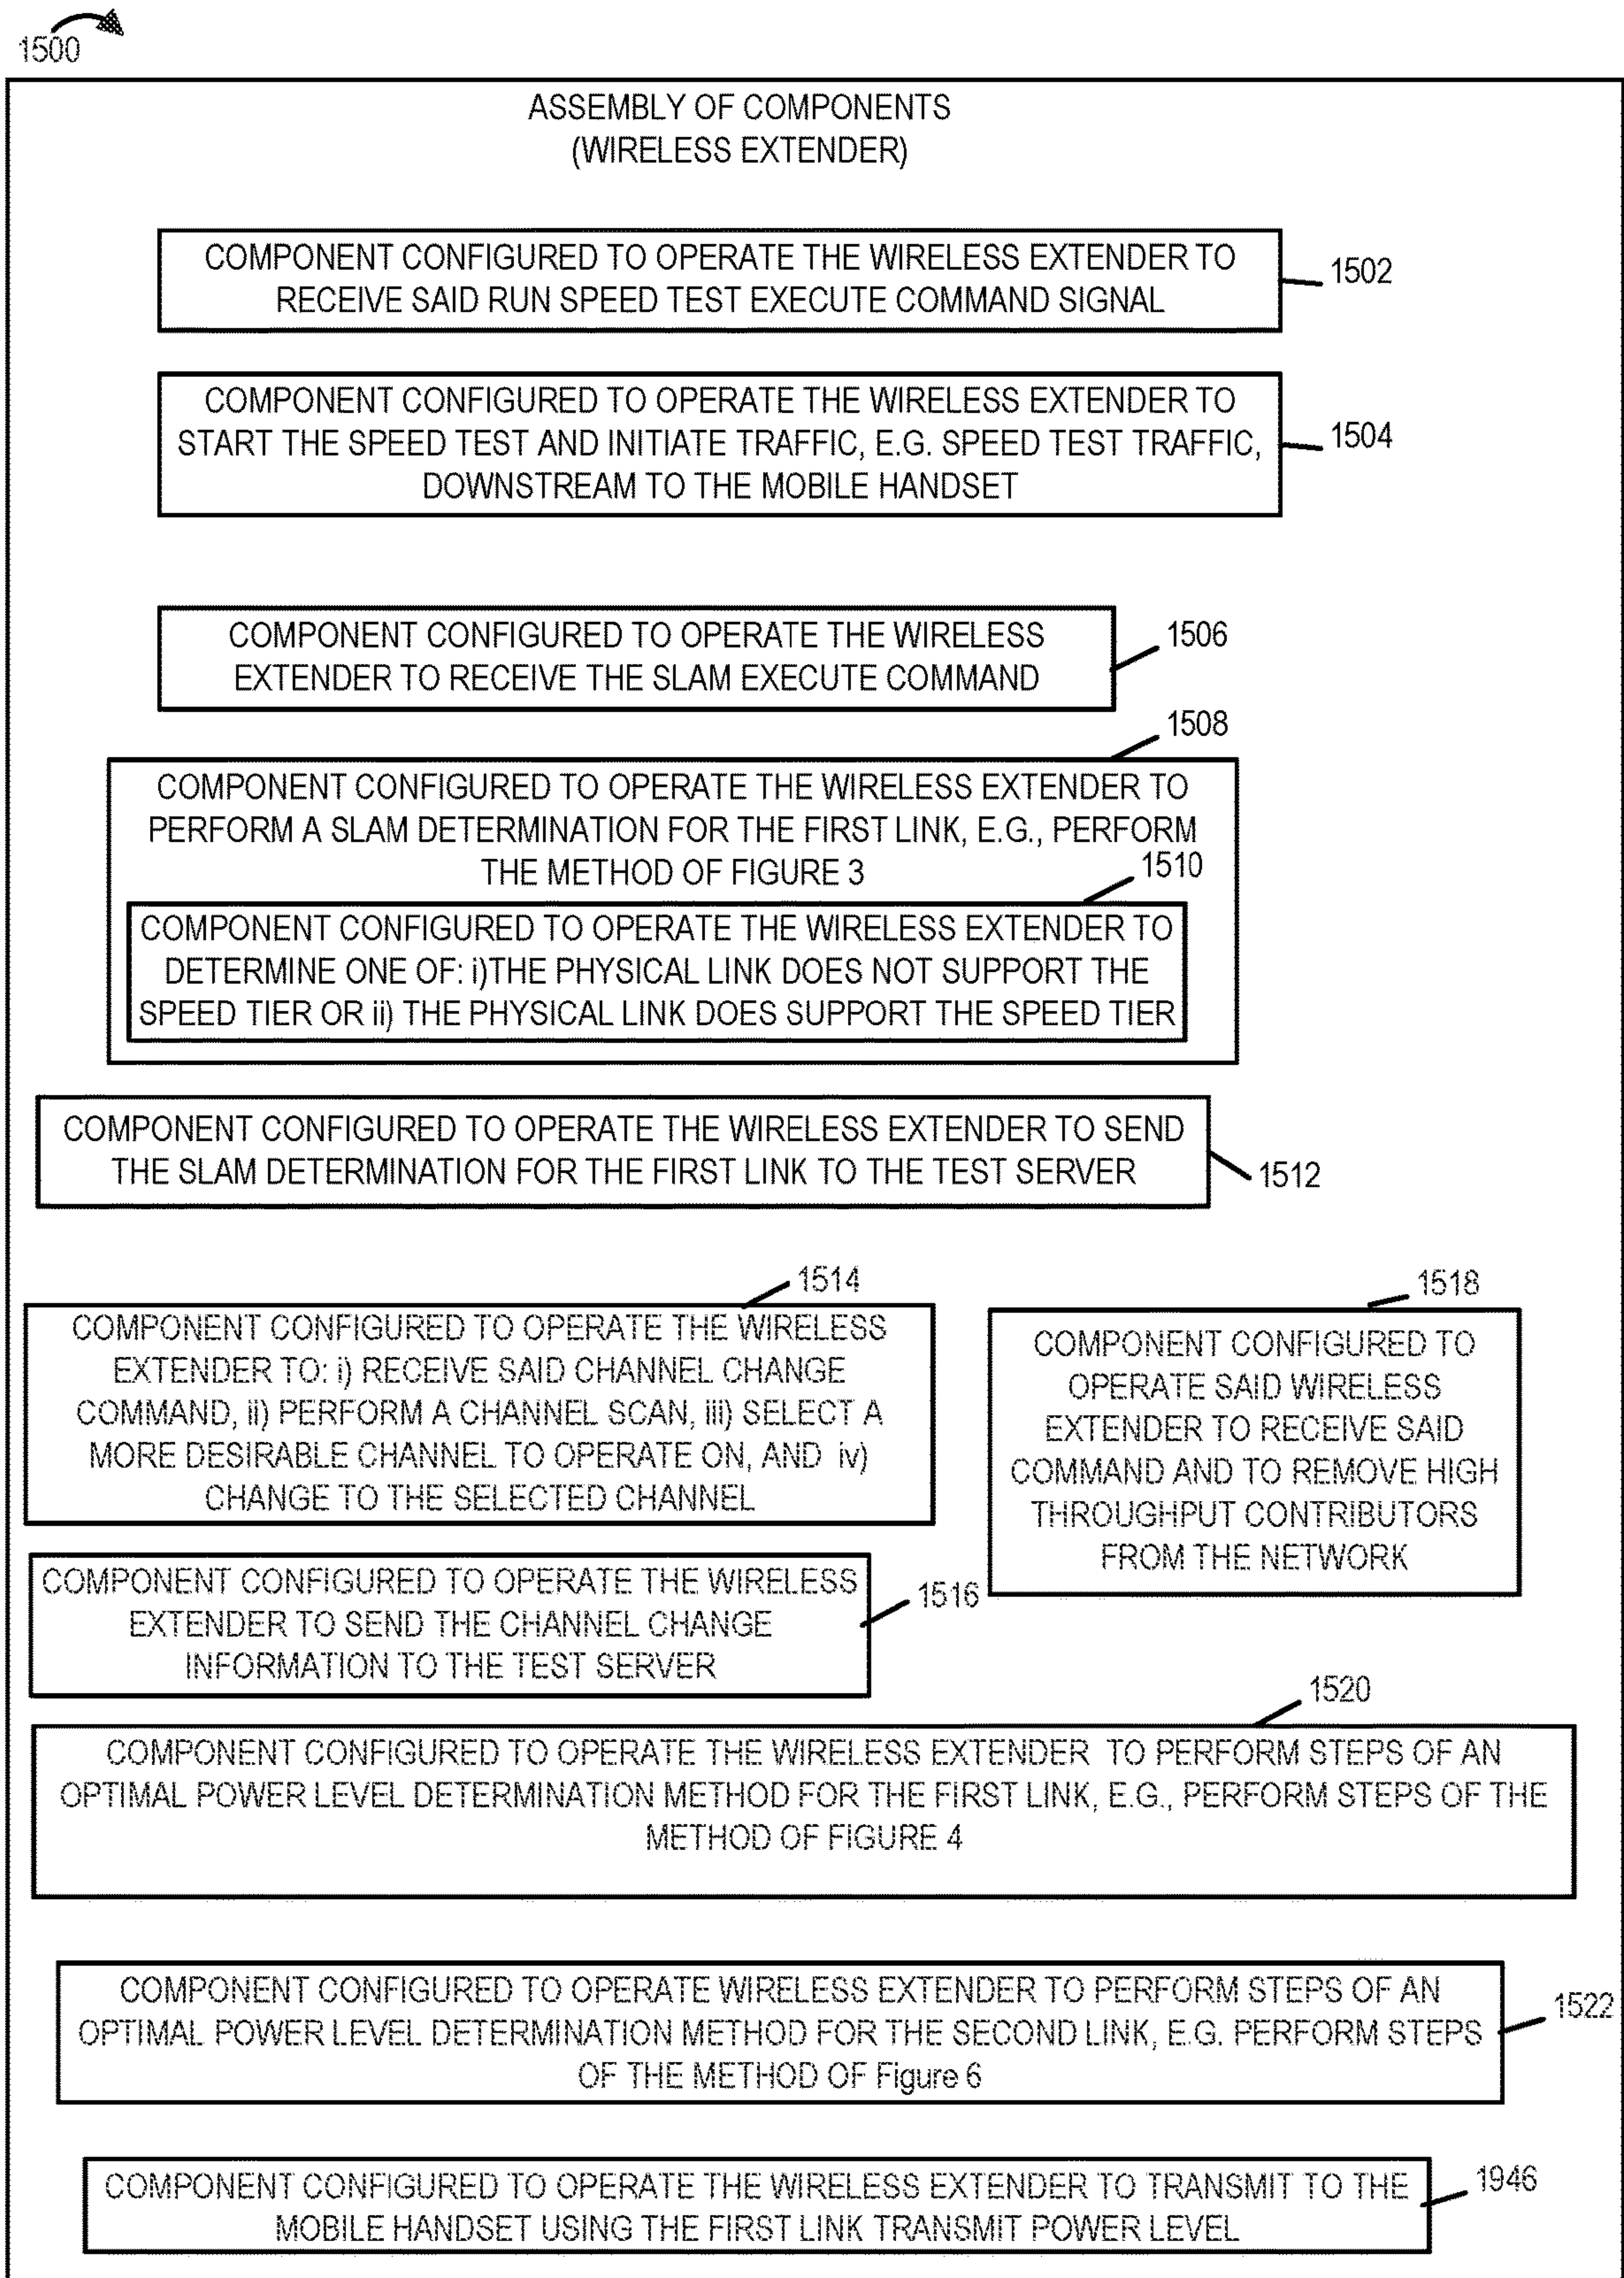 1500
ASSEMBLY OF COMPONENTS
(WIRELESS EXTENDER)
COMPONENT CONFIGURED TO OPERATE THE WIRELESS EXTENDER TO
RECEIVE SAID RUN SPEED TEST EXECUTE COMMAND SIGNAL
1502
COMPONENT CONFIGURED TO OPERATE THE WIRELESS EXTENDER TO
START THE SPEED TEST AND INITIATE TRAFFIC, E.G. SPEED TEST TRAFFIC,
DOWNSTREAM TO THE MOBILE HANDSET
1504
COMPONENT CONFIGURED TO OPERATE THE WIRELESS
EXTENDER TO RECEIVE THE SLAM EXECUTE COMMAND
1506
1508
COMPONENT CONFIGURED TO OPERATE THE WIRELESS EXTENDER TO
PERFORM A SLAM DETERMINATION FOR THE FIRST LINK, E.G., PERFORM
THE METHOD OF FIGURE 3
1510
COMPONENT CONFIGURED TO OPERATE THE WIRELESS EXTENDER TO
DETERMINE ONE OF: i)THE PHYSICAL LINK DOES NOT SUPPORT THE
SPEED TIER OR ii) THE PHYSICAL LINK DOES SUPPORT THE SPEED TIER
COMPONENT CONFIGURED TO OPERATE THE WIRELESS EXTENDER TO SEND
THE SLAM DETERMINATION FOR THE FIRST LINK TO THE TEST SERVER
1512
1514
COMPONENT CONFIGURED TO OPERATE THE WIRELESS
EXTENDER TO: i) RECEIVE SAID CHANNEL CHANGE
COMMAND, ii) PERFORM A CHANNEL SCAN, iii) SELECT A
MORE DESIRABLE CHANNEL TO OPERATE ON, AND iv)
CHANGE TO THE SELECTED CHANNEL
1518
COMPONENT CONFIGURED TO
OPERATE SAID WIRELESS
EXTENDER TO RECEIVE SAID
COMMAND AND TO REMOVE HIGH
THROUGHPUT CONTRIBUTORS
FROM THE NETWORK
COMPONENT CONFIGURED TO OPERATE THE WIRELESS
EXTENDER TO SEND THE CHANNEL CHANGE
INFORMATION TO THE TEST SERVER
1516
1520
COMPONENT CONFIGURED TO OPERATE THE WIRELESS EXTENDER TO PERFORM STEPS OF AN
OPTIMAL POWER LEVEL DETERMINATION METHOD FOR THE FIRST LINK, E.G., PERFORM STEPS OF THE
METHOD OF FIGURE 4
COMPONENT CONFIGURED TO OPERATE WIRELESS EXTENDER TO PERFORM STEPS OF AN
OPTIMAL POWER LEVEL DETERMINATION METHOD FOR THE SECOND LINK, E.G. PERFORM STEPS
OF THE METHOD OF Figure 6
1522
COMPONENT CONFIGURED TO OPERATE THE WIRELESS EXTENDER TO TRANSMIT TO THE
MOBILE HANDSET USING THE FIRST LINK TRANSMIT POWER LEVEL
1946